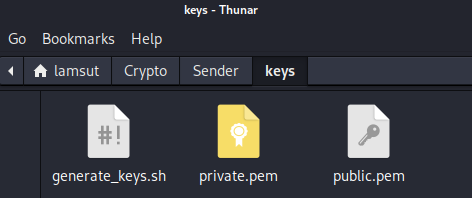 keys - Thunar
Go Bookmarks Help
lamsut Crypto Sender keys
#!
generate_keys.sh private.pem public.pem